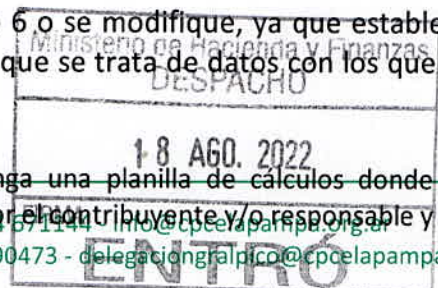 6 o se modifique, ya que estable
Ministerio de Hacienda y Finanzas
que se trata de datos con los que
DESPACHO
18 AGO. 2022
nga una planilla de cálculos donde
or el contribuyente y/o responsable y
671144 - info@cpcelapampa.org.ar
90473 - delegaciongralpico@cpcelapampa
ENTRÓ